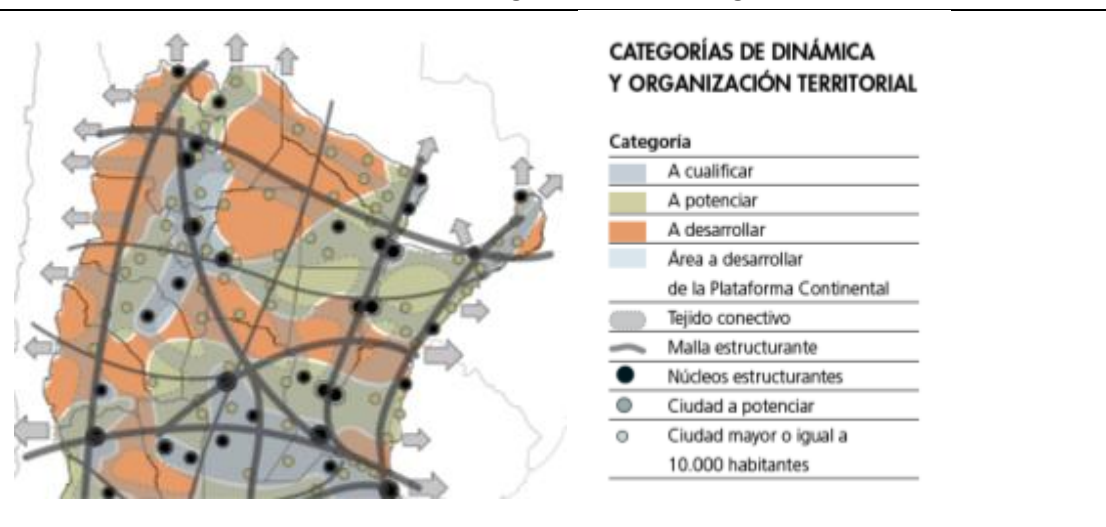 CATEGORÍAS DE DINÁMICA
Y ORGANIZACIÓN TERRITORIAL
Categoría
A cualificar
A potenciar
A desarrollar
Área a desarrollar
de la Plataforma Continental
Tejido conectivo
Malla estructurante
Núcleos estructurantes
Ciudad a potenciar
Ciudad mayor o igual a
10.000 habitantes